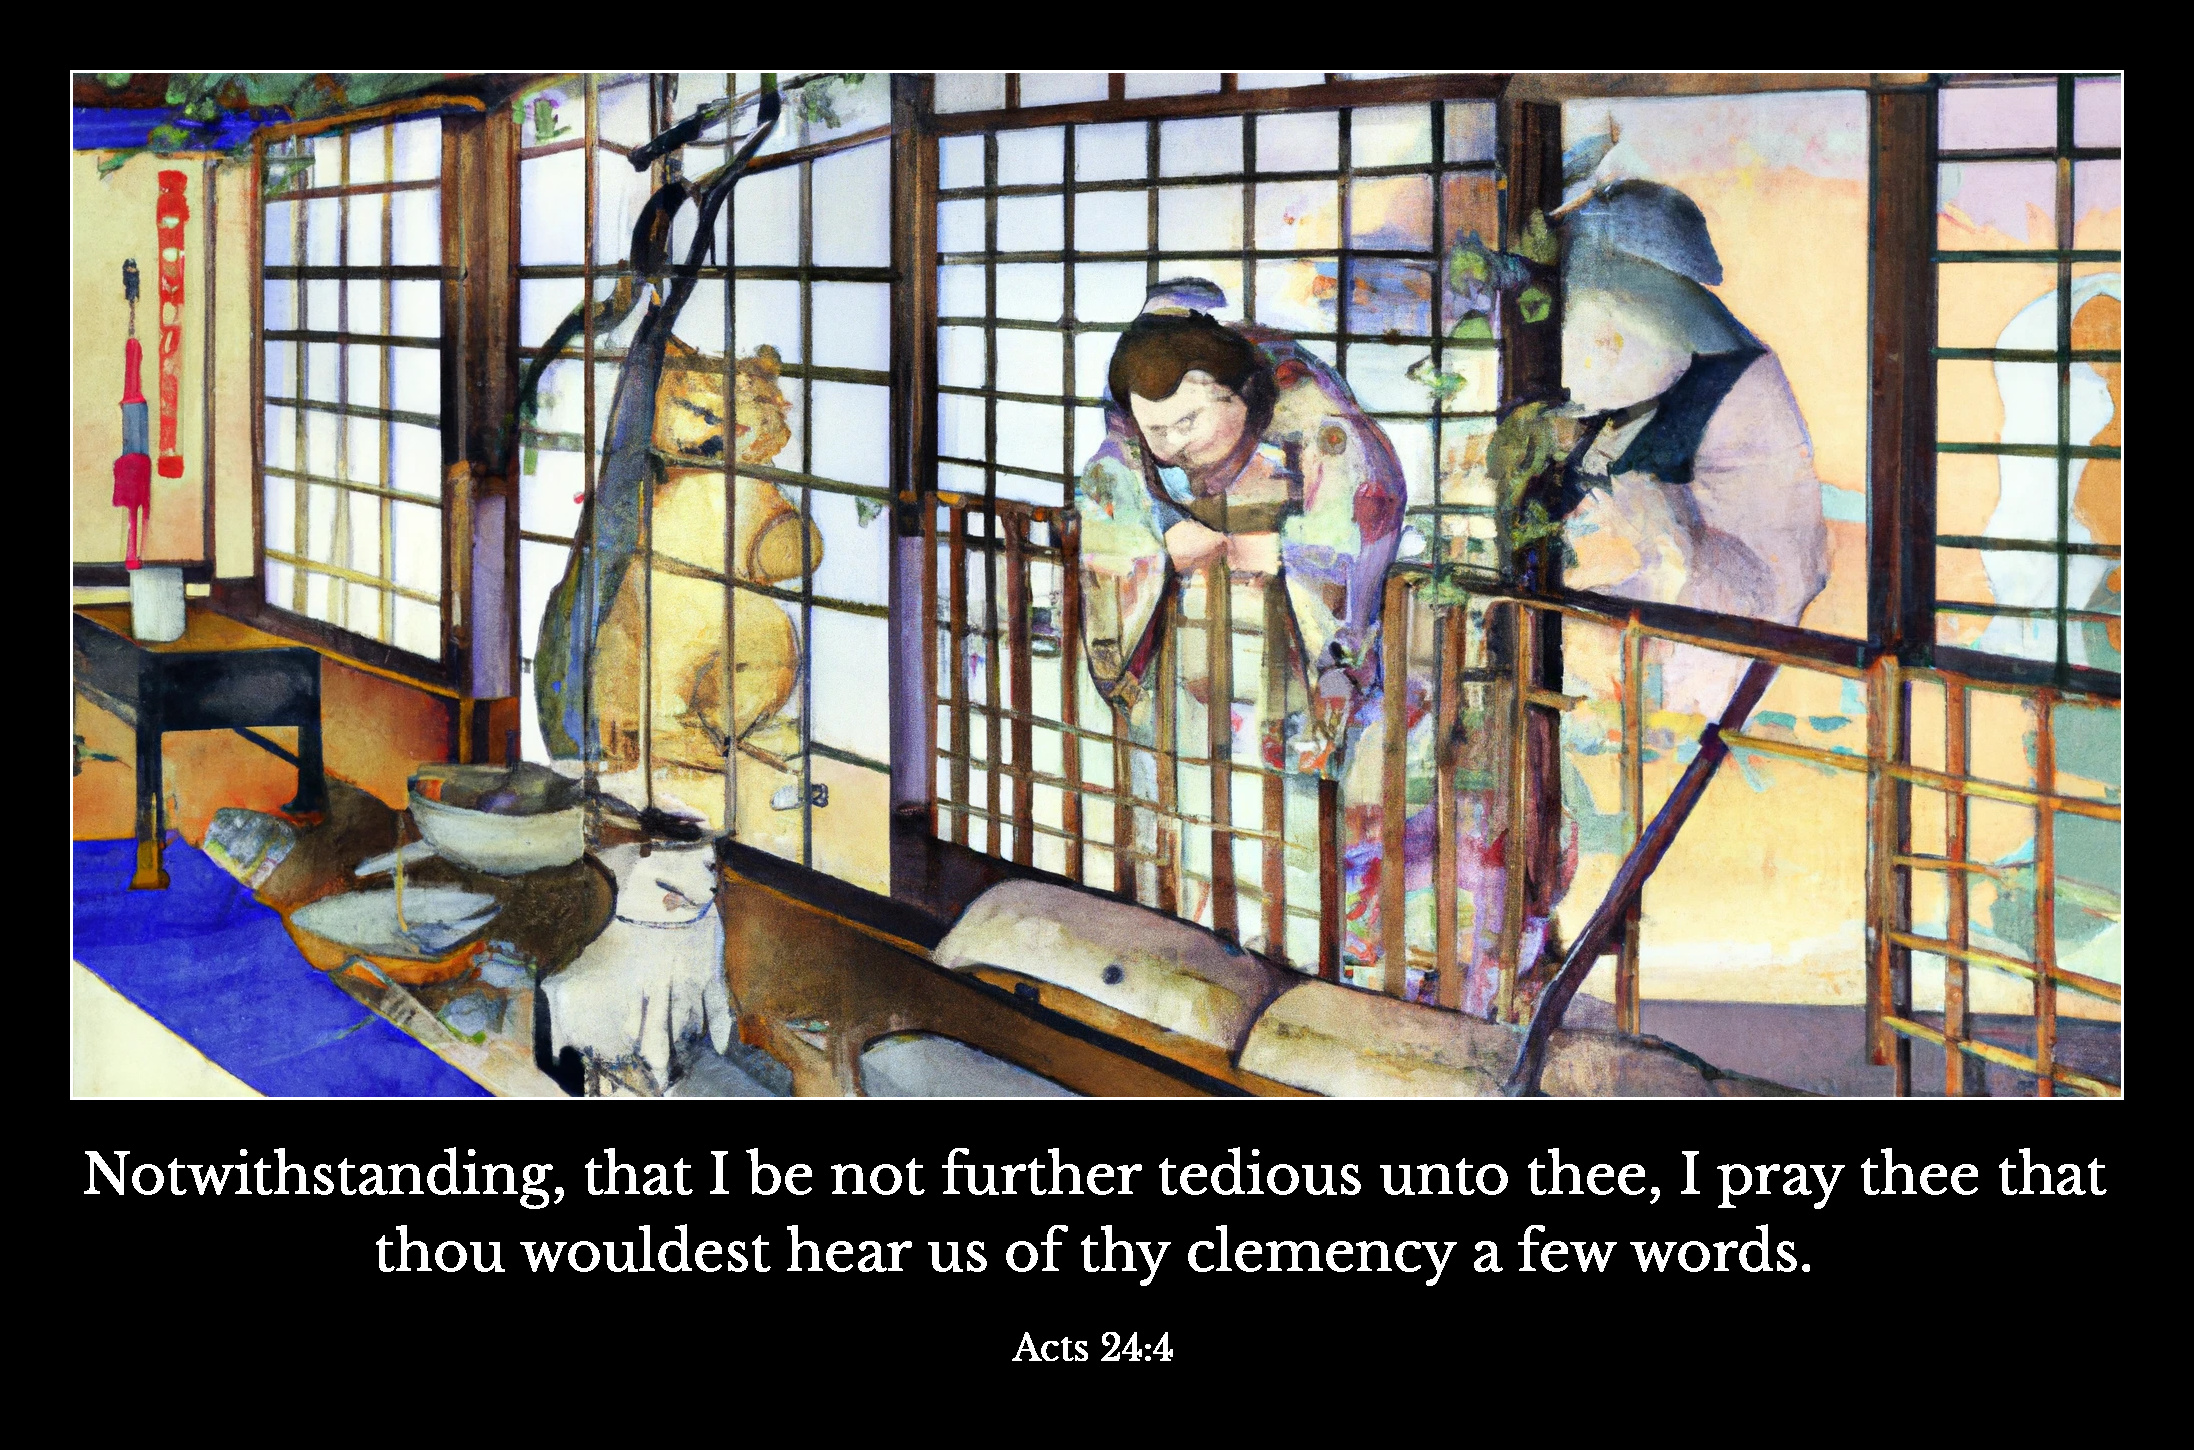 Notwithstanding, that I be not further tedious unto thee, I pray thee that
thou wouldest hear us of thy clemency a few words.
Acts 24:4